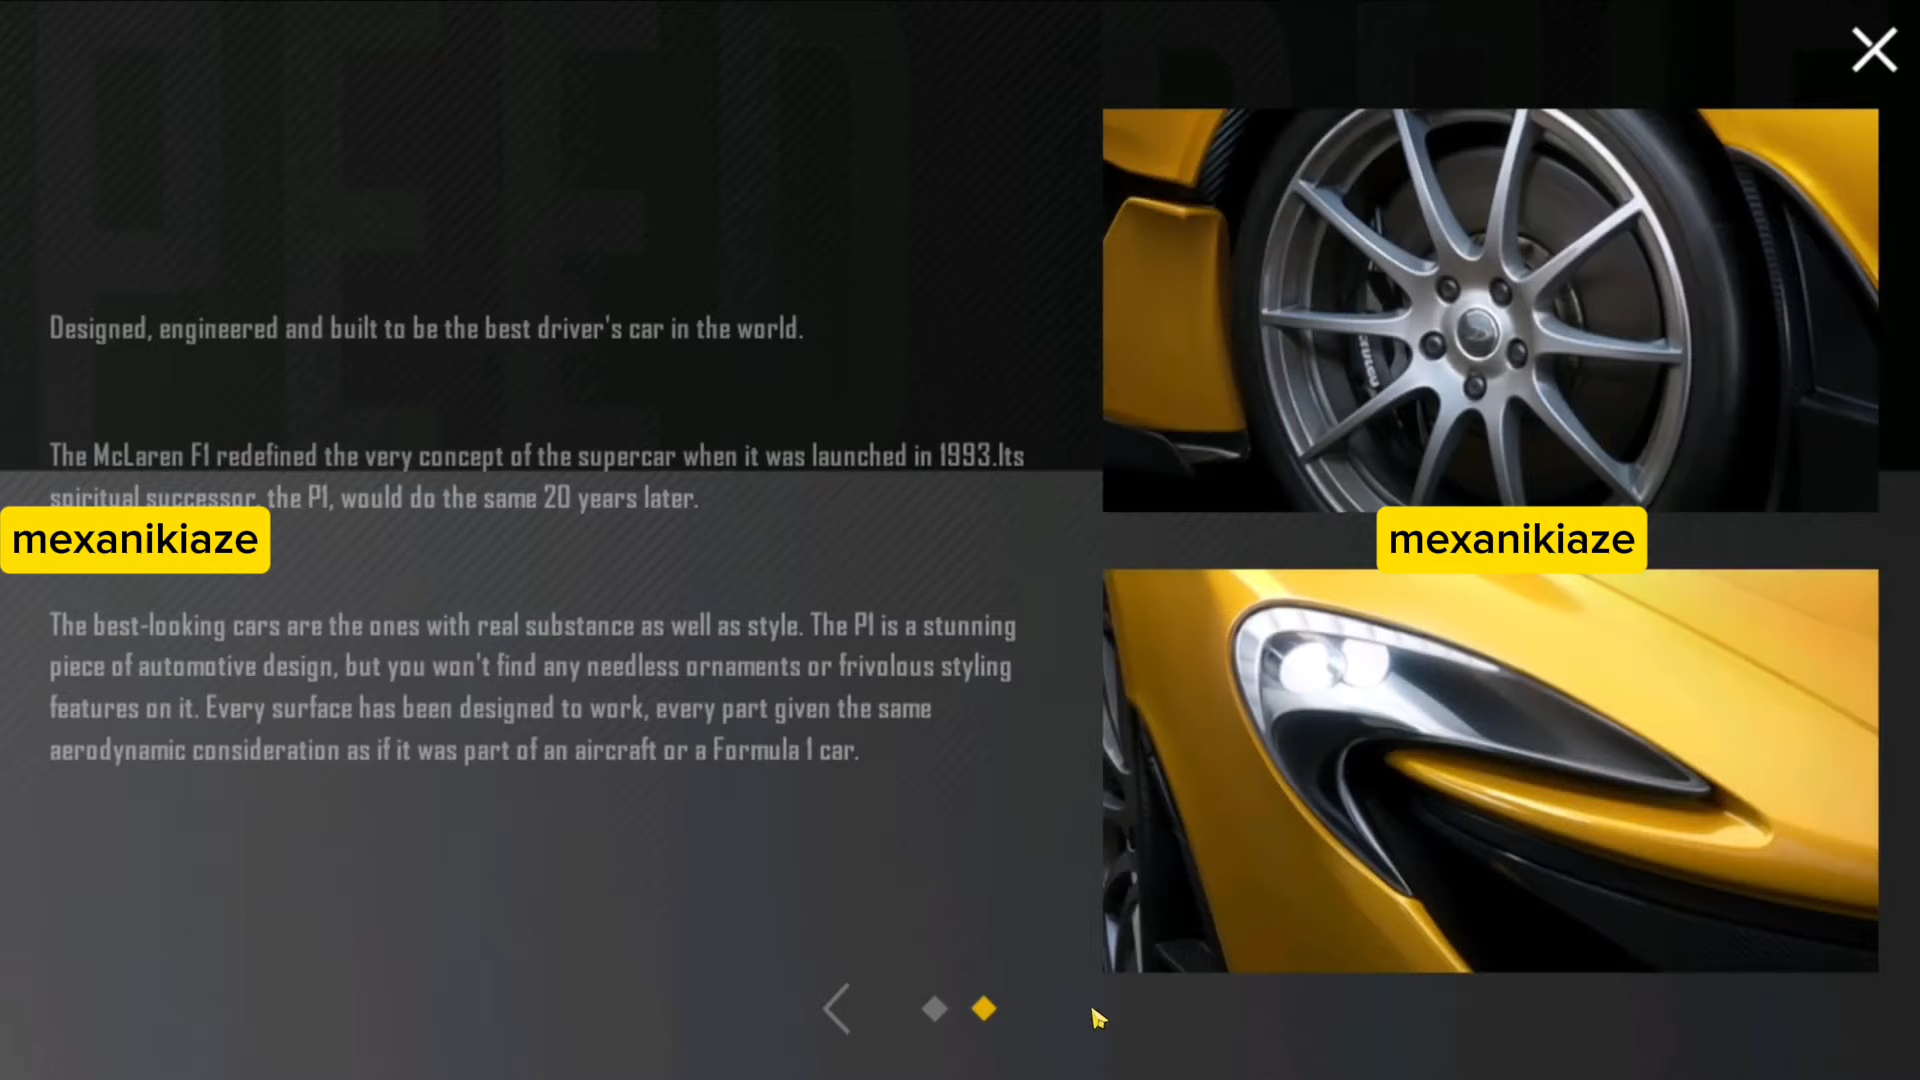 Designed, engineered and built to be the best driver's car in the world.
The McLaren F1 redefined the very concept of the supercar when it was launched in 1993.Its
spiritual successor, the P1, would do the same 20 years later.
mexanikiaze
mexanikiaze
The best-looking cars are the ones with real substance as well as style. The P1 is a stunning
piece of automotive design, but you won't find any needless ornaments or frivolous styling
features on it. Every surface has been designed to work, every part given the same
aerodynamic consideration as if it was part of an aircraft or a Formula 1 car.